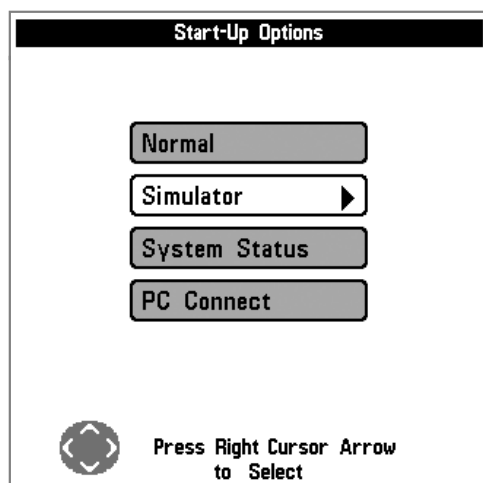 Start-Up Options
Normal
Simulator
System Status
PC Connect
Press Right Cursor Arrow
to Select